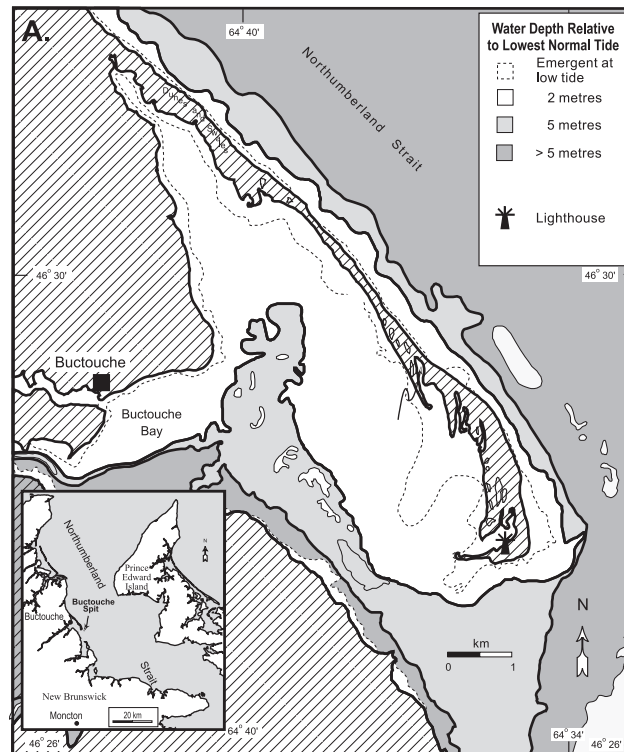 A.
64° 40'
Northumberland Strait
Water Depth Relative
to Lowest Normal Tide
Emergent at
low tide
2 metres
5 metres
> 5 metres
Lighthouse
46° 30'
46° 30'
Buctouche
Buctouche
Bay
km
0 1
N
Northumberland
Strait
N
Prince
Edward
Island
Buctouche
Spit
Buctouche
New Brunswick
Moncton
20 km
46° 26'
64° 40'
64° 34'
46° 26'